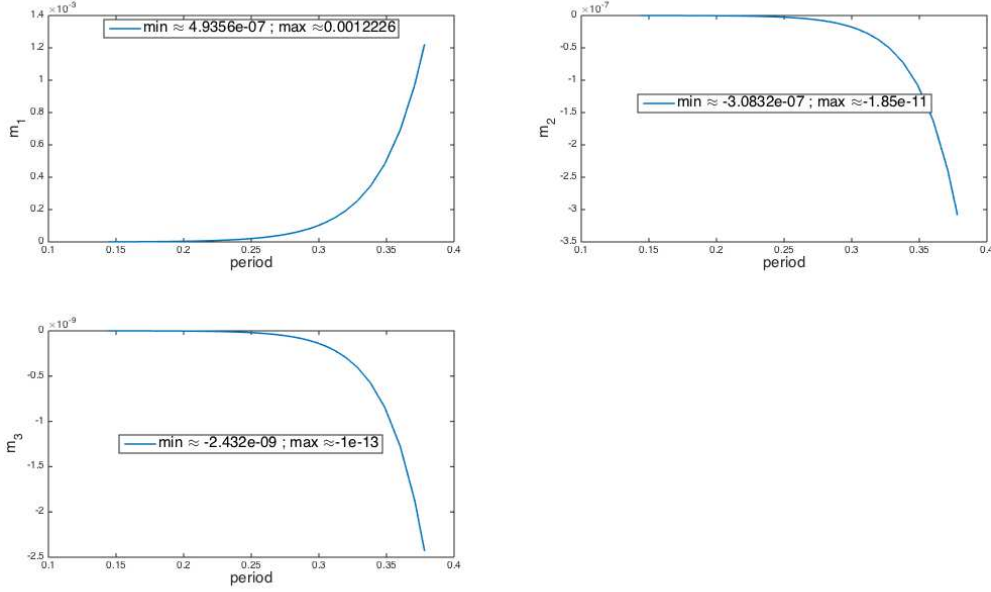 ×10⁻³
1.4
1.2
1
0.8
0.6
0.4
0.2
0
m₁
min ≈ 4.9356e-07 ; max ≈0.0012226
0.1 0.15 0.2 0.25 0.3 0.35 0.4
period
×10⁻⁷
0
-0.5
-1
-1.5
-2
-2.5
-3
-3.5
m₂
min ≈ -3.0832e-07 ; max ≈-1.85e-11
0.1 0.15 0.2 0.25 0.3 0.35 0.4
period
×10⁻⁹
0
-0.5
-1
-1.5
-2
-2.5
m₃
min ≈ -2.432e-09 ; max ≈-1e-13
0.1 0.15 0.2 0.25 0.3 0.35 0.4
period